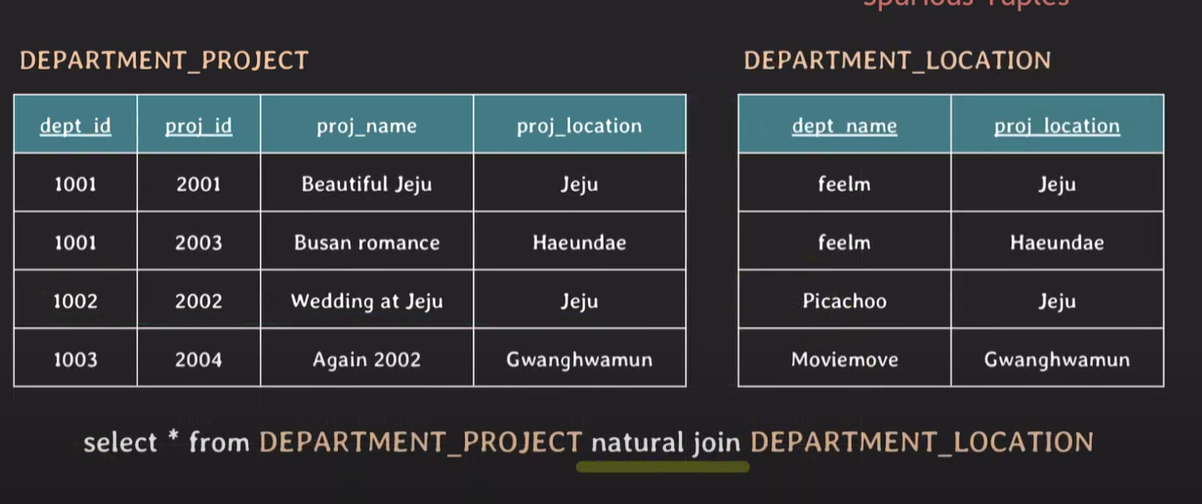 Spurious Tuples
DEPARTMENT_PROJECT
dept_id proj_id proj_name proj_location
1001 2001 Beautiful Jeju Jeju
1001 2003 Busan romance Haeundae
1002 2002 Wedding at Jeju Jeju
1003 2004 Again 2002 Gwanghwamun
DEPARTMENT_LOCATION
dept_name proj_location
feelm Jeju
feelm Haeundae
Picachoo Jeju
Moviemove Gwanghwamun
select * from DEPARTMENT_PROJECT natural join DEPARTMENT_LOCATION